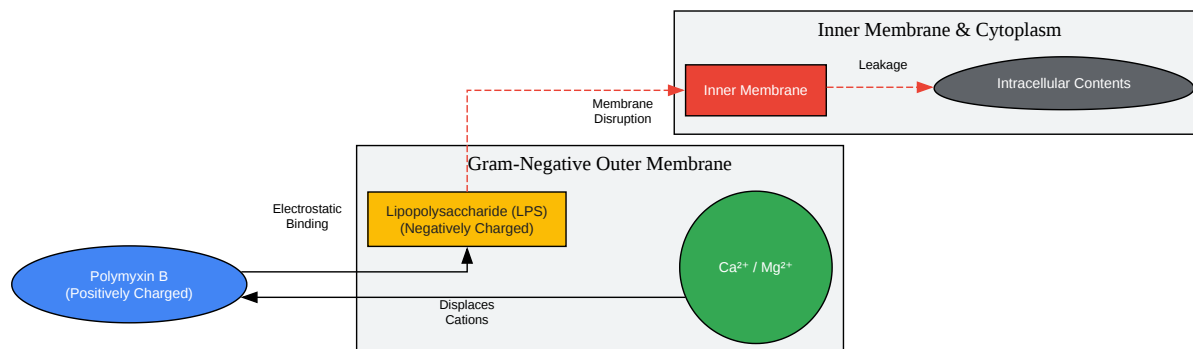 Inner Membrane & Cytoplasm
Inner Membrane
Leakage
Intracellular Contents
Membrane
Disruption
Gram-Negative Outer Membrane
Lipopolysaccharide (LPS)
(Negatively Charged)
Electrostatic
Binding
Ca²⁺ / Mg²⁺
Polymyxin B
(Positively Charged)
Displaces
Cations